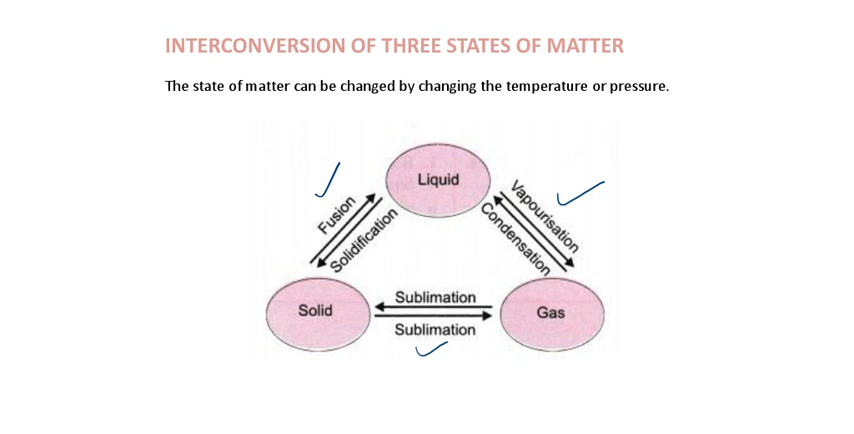 INTERCONVERSION OF THREE STATES OF MATTER
The state of matter can be changed by changing the temperature or pressure.
Liquid
Fusion
Solidification
Vapourisation
Condensation
Solid
Sublimation
Sublimation
Gas